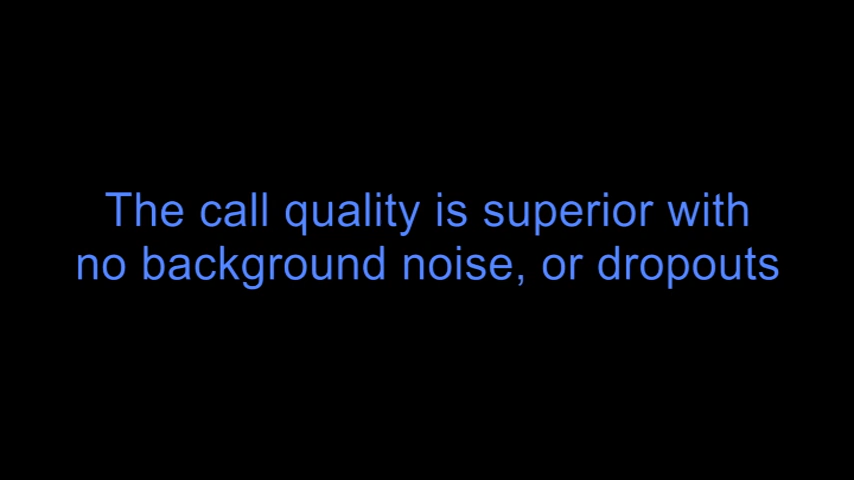 The call quality is superior with
no background noise, or dropouts